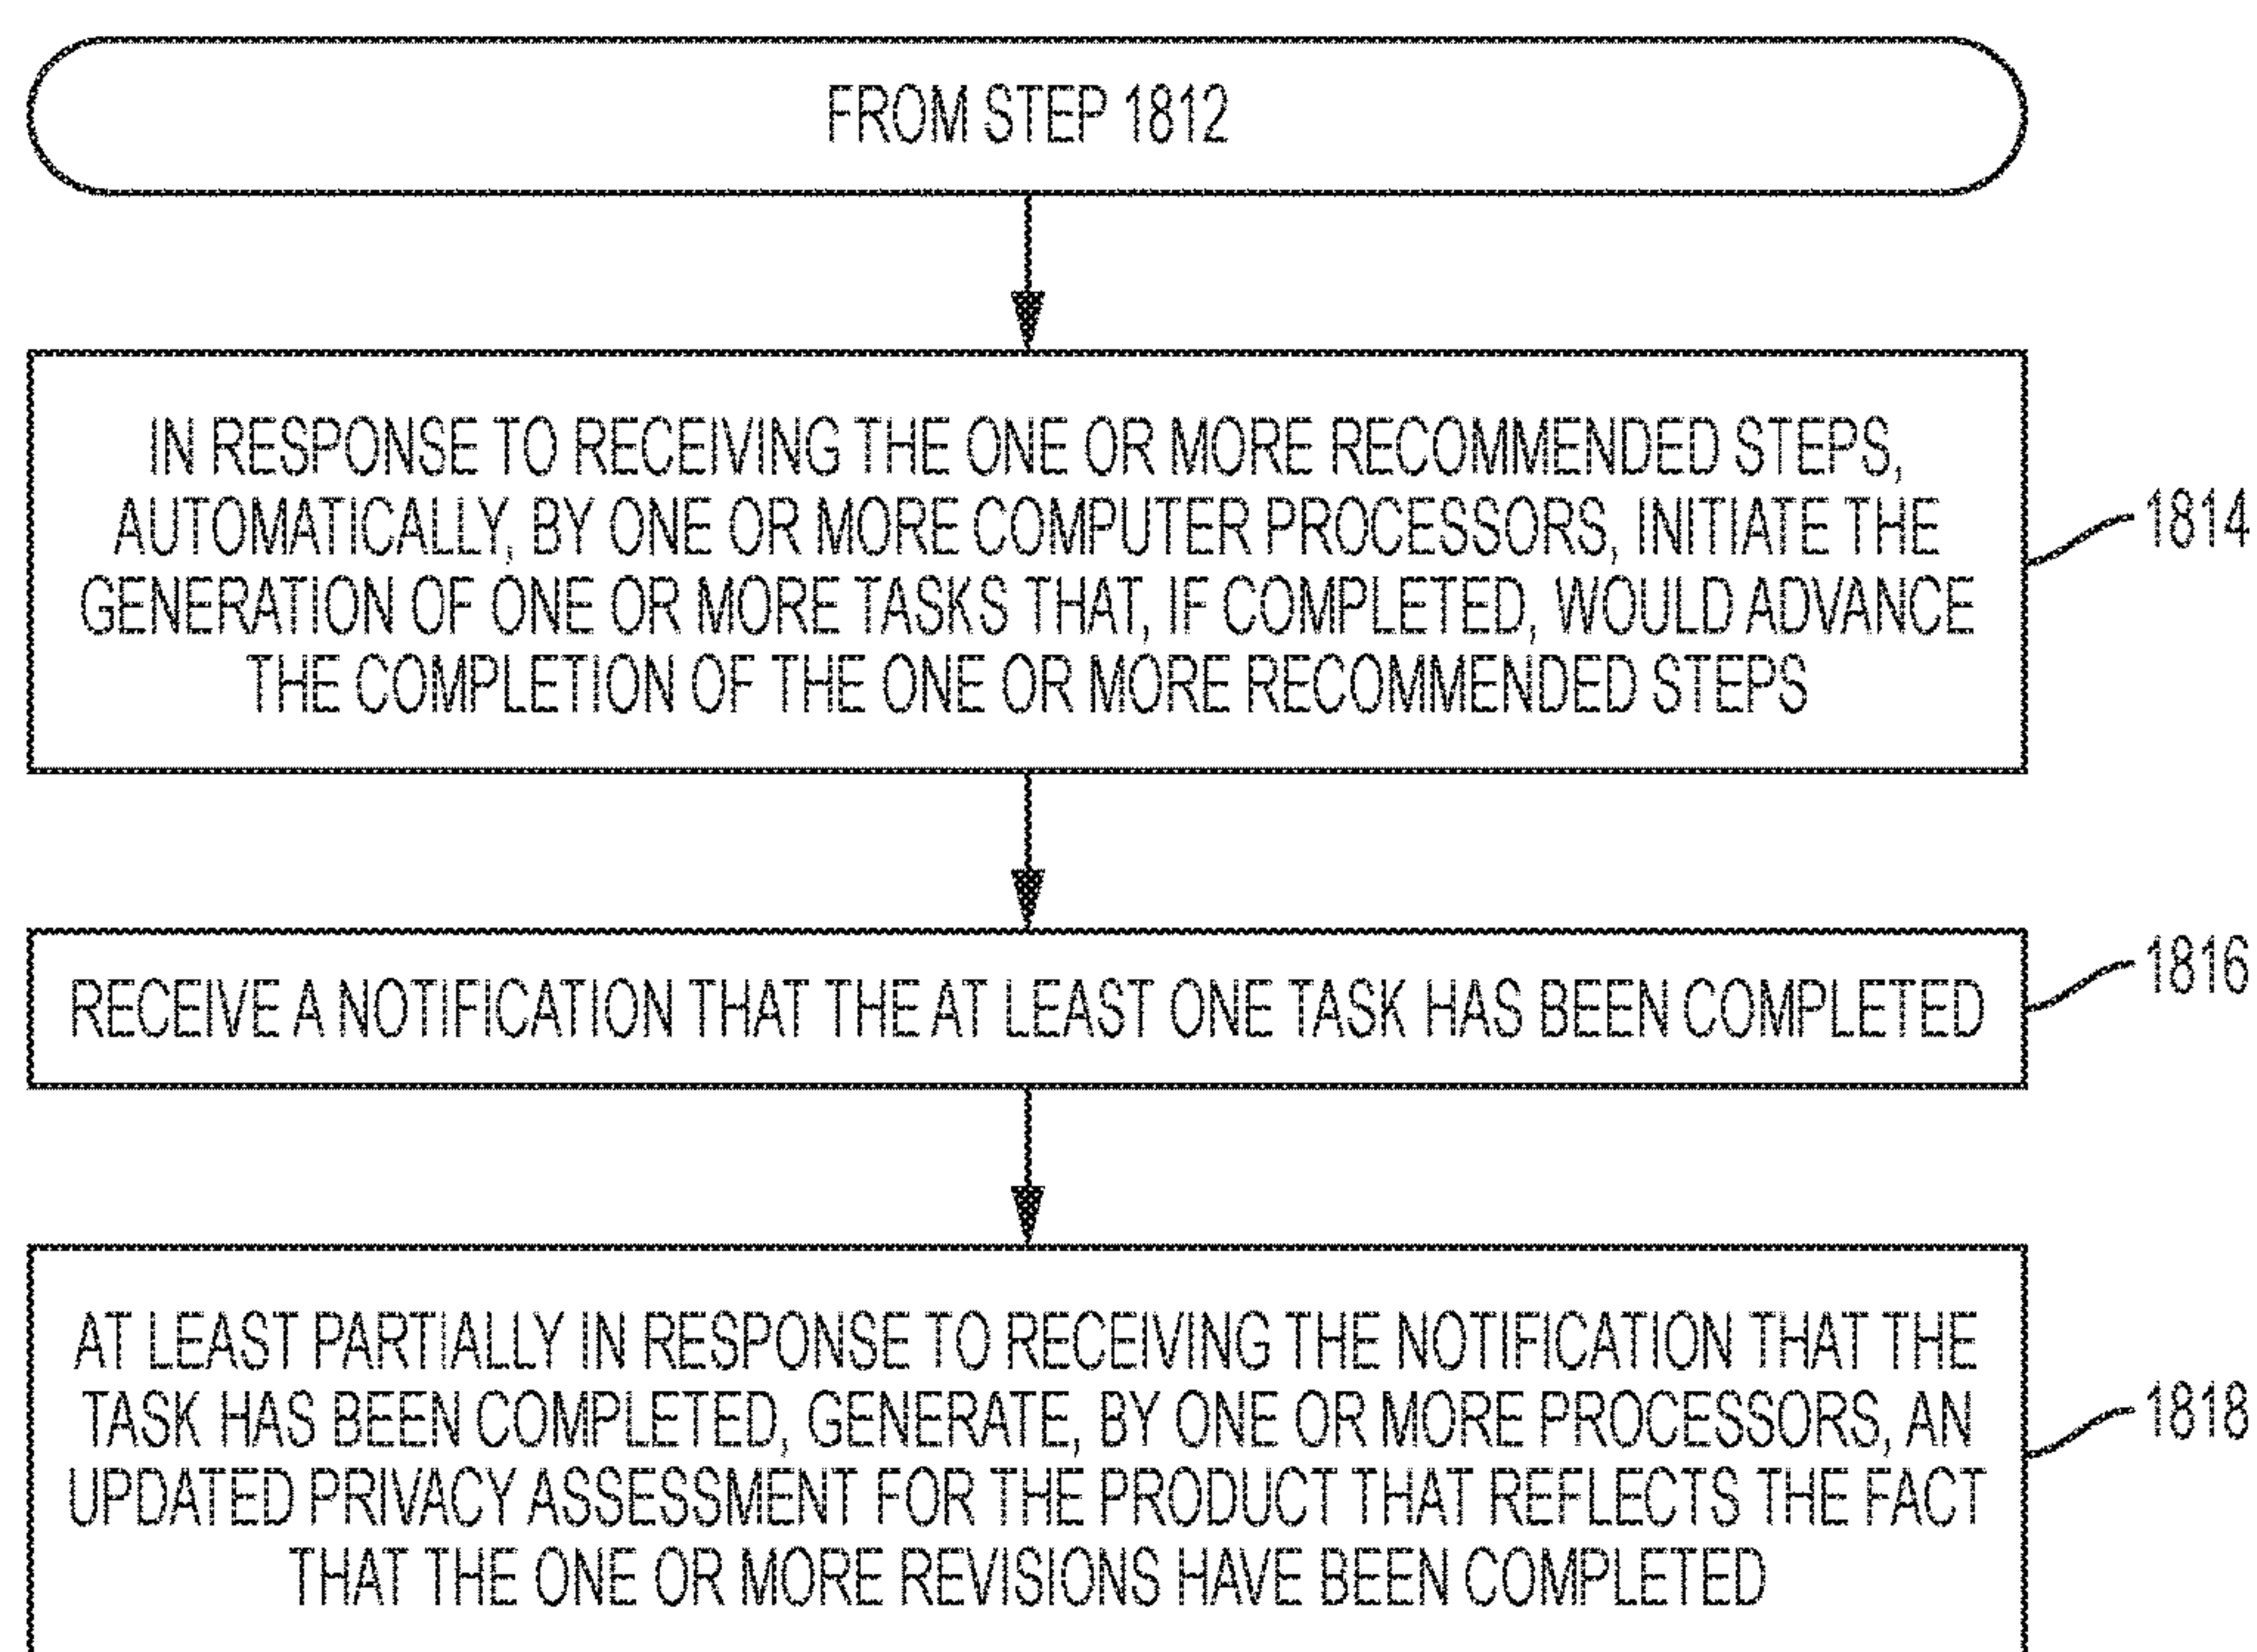 FROM STEP 1812
IN RESPONSE TO RECEIVING THE ONE OR MORE RECOMMENDED STEPS,
AUTOMATICALLY, BY ONE OR MORE COMPUTER PROCESSORS, INITIATE THE
GENERATION OF ONE OR MORE TASKS THAT, IF COMPLETED, WOULD ADVANCE
THE COMPLETION OF THE ONE OR MORE RECOMMENDED STEPS
1814
RECEIVE A NOTIFICATION THAT THE AT LEAST ONE TASK HAS BEEN COMPLETED
1816
AT LEAST PARTIALLY IN RESPONSE TO RECEIVING THE NOTIFICATION THAT THE
TASK HAS BEEN COMPLETED, GENERATE, BY ONE OR MORE PROCESSORS, AN
UPDATED PRIVACY ASSESSMENT FOR THE PRODUCT THAT REFLECTS THE FACT
THAT THE ONE OR MORE REVISIONS HAVE BEEN COMPLETED
1818